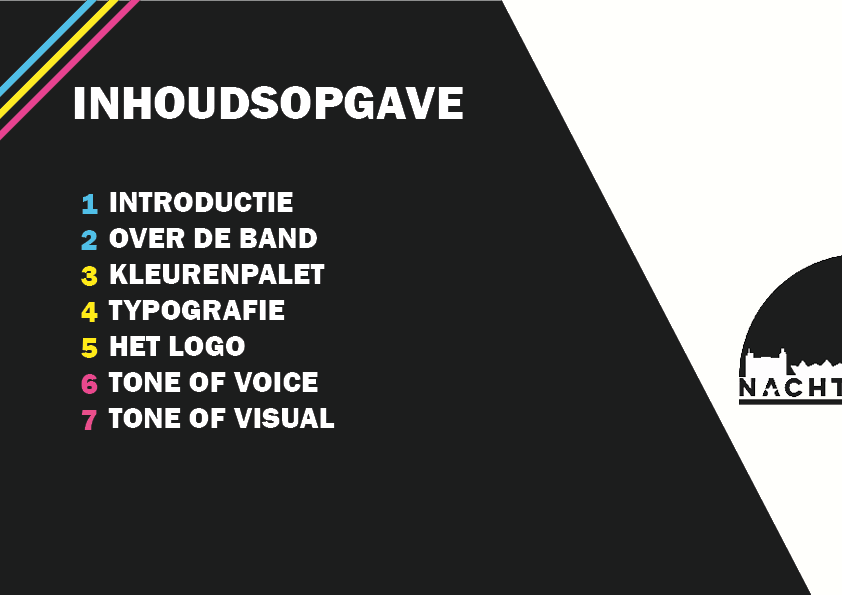 INHOUDSOPGAVE
1 INTRODUCTIE
2 OVER DE BAND
3 KLEURENPALET
4 TYPOGRAFIE
5 HET LOGO
6 TONE OF VOICE
7 TONE OF VISUAL
NACHT